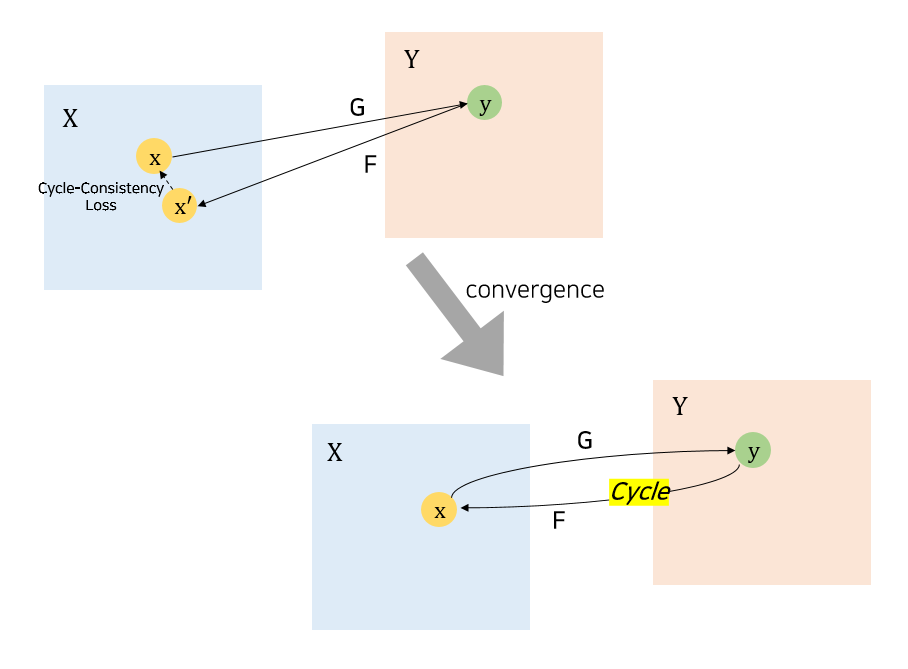 Y
X
G
y
x
F
Cycle-Consistency
Loss
x′
convergence
Y
X
G
y
Cycle
x
F